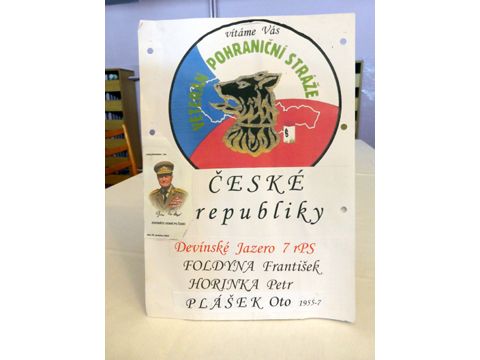 vítáme Vás
VETERÁN POHRANIČNÍ STRÁŽE
ČESKÉ
republiky
Devínské Jazero 7 rPS
FOLDYNA František
HORINKA Petr
PLÁŠEK Oto 1955-7